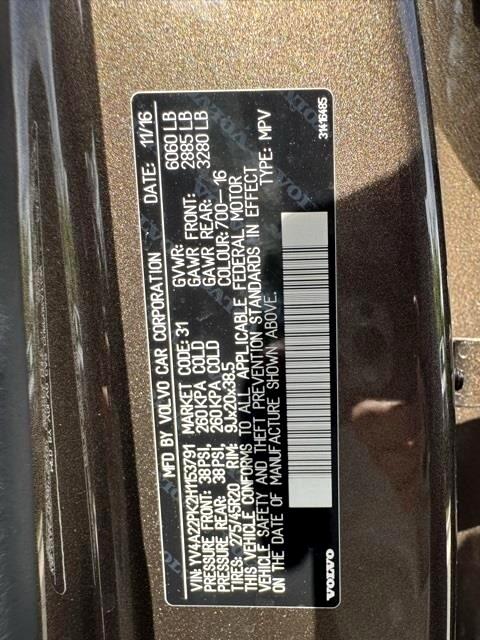 MFD BY VOLVO CAR CORPORATION DATE: 11/16
VIN: YV4A22PK2H1153791 GVWR: 6060 LB
MARKET CODE: 31 GAWR FRONT: 2885 LB
PRESSURE FRONT: 38PSI, 260KPA COLD GAWR REAR: 3280 LB
PRESSURE REAR: 38PSI, 260KPA COLD COLOUR: 700—16
TIRES: 275/45R20 RIM: 9Jx20x38.5
THIS VEHICLE CONFORMS TO ALL APPLICABLE FEDERAL MOTOR
VEHICLE SAFETY AND THEFT PREVENTION STANDARDS IN EFFECT
ON THE DATE OF MANUFACTURE SHOWN ABOVE. TYPE: MPV
VOLVO 31416485